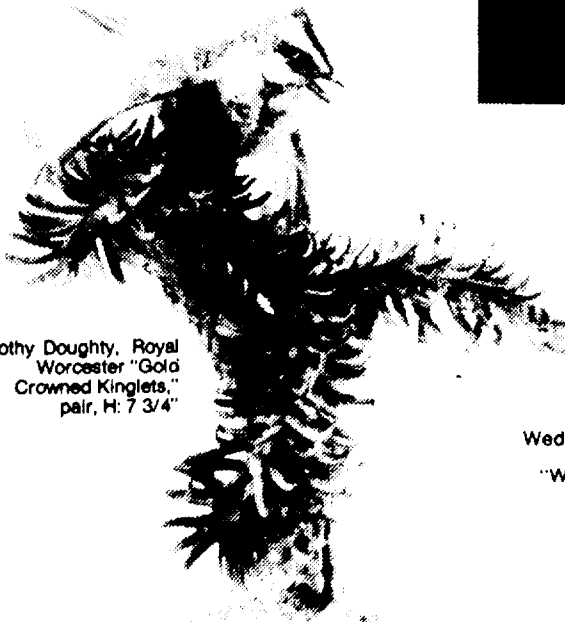 othy Doughty, Royal
Worcester "Gold
Crowned Kinglets,"
pair, H: 7 3/4"
Wed
"W